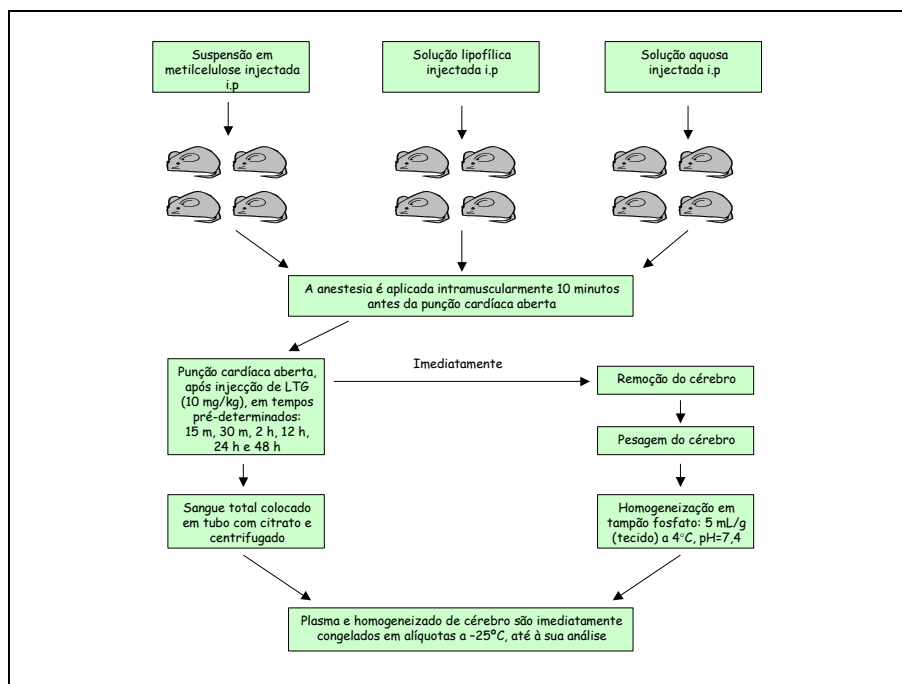 Suspensão em
metilcelulose injectada
i.p
Solução lipofílica
injectada i.p
Solução aquosa
injectada i.p
A anestesia é aplicada intramuscularmente 10 minutos
antes da punção cardíaca aberta
Punção cardíaca aberta,
após injecção de LTG
(10 mg/kg), em tempos
pré-determinados:
15 m, 30 m, 2 h, 12 h,
24 h e 48 h
Imediatamente
Remoção do cérebro
Pesagem do cérebro
Sangue total colocado
em tubo com citrato e
centrifugado
Homogeneização em
tampão fosfato: 5 mL/g
(tecido) a 4°C, pH=7,4
Plasma e homogeneizado de cérebro são imediatamente
congelados em alíquotas a –25ºC, até à sua análise